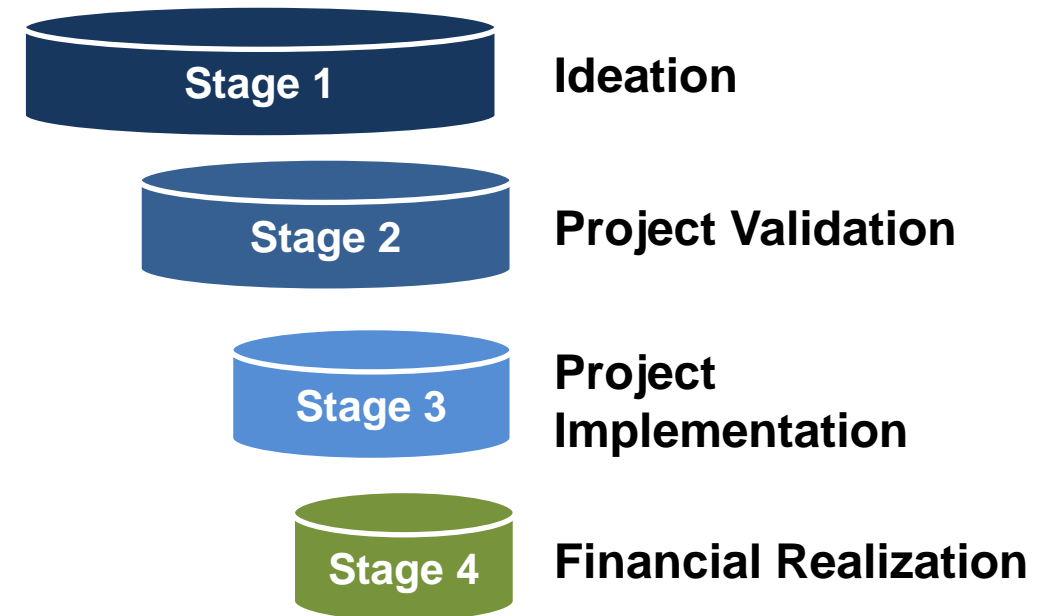 Stage 1
Ideation
Stage 2
Project Validation
Stage 3
Project
Implementation
Stage 4
Financial Realization